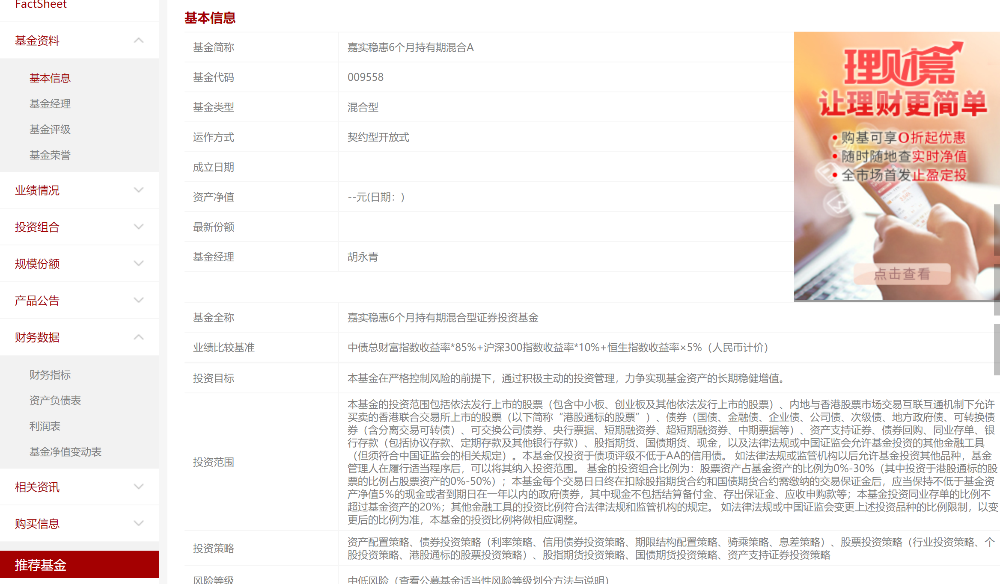 FactSheet
基金资料
基本信息
基金经理
基金评级
基金荣誉
业绩情况
投资组合
规模份额
产品公告
财务数据
财务指标
资产负债表
利润表
基金净值变动表
相关资讯
购买信息
推荐基金
基本信息
基金简称 嘉实稳惠6个月持有期混合A
基金代码 009558
基金类型 混合型
运作方式 契约型开放式
成立日期
资产净值 --元(日期：)
最新份额
基金经理 胡永青
理财嘉
让理财更简单
•购基可享0折起优惠
•随时随地查实时净值
•全市场首发止盈定投
点击查看
基金全称 嘉实稳惠6个月持有期混合型证券投资基金
业绩比较基准 中债总财富指数收益率*85%+沪深300指数收益率*10%+恒生指数收益率×5%（人民币计价）
投资目标 本基金在严格控制风险的前提下，通过积极主动的投资管理，力争实现基金资产的长期稳健增值。
投资范围
本基金的投资范围包括依法发行上市的股票（包含中小板、创业板及其他依法发行上市的股票）、内地与香港股票市场交易互联互通机制下允许
买卖的香港联合交易所上市的股票（以下简称“港股通标的股票”）、债券（国债、金融债、企业债、公司债、次级债、地方政府债、可转换债
券（含分离交易可转债）、可交换公司债券、央行票据、短期融资券、超短期融资券、中期票据等）、资产支持证券、债券回购、同业存单、银
行存款（包括协议存款、定期存款及其他银行存款）、股指期货、国债期货、现金，以及法律法规或中国证监会允许基金投资的其他金融工具
（但须符合中国证监会的相关规定）。本基金仅投资于债项评级不低于AA的信用债。 如法律法规或监管机构以后允许基金投资其他品种，基金
管理人在履行适当程序后，可以将其纳入投资范围。 基金的投资组合比例为：股票资产占基金资产的比例为0%-30%（其中投资于港股通标的股
票的比例占股票资产的0%-50%）；本基金每个交易日日终在扣除股指期货合约和国债期货合约需缴纳的交易保证金后，应当保持不低于基金资
产净值5%的现金或者到期日在一年以内的政府债券，其中现金不包括结算备付金、存出保证金、应收申购款等；本基金投资同业存单的比例不
超过基金资产的20%；其他金融工具的投资比例符合法律法规和监管机构的规定。 如法律法规或中国证监会变更上述投资品种的比例限制，以变
更后的比例为准，本基金的投资比例将做相应调整。
投资策略
资产配置策略、债券投资策略（利率策略、信用债券投资策略、期限结构配置策略、骑乘策略、息差策略）、股票投资策略（行业投资策略、个
股投资策略、港股通标的股票投资策略）、股指期货投资策略、国债期货投资策略、资产支持证券投资策略
风险等级 中低风险（查看公募基金适当性风险等级划分方法与说明）